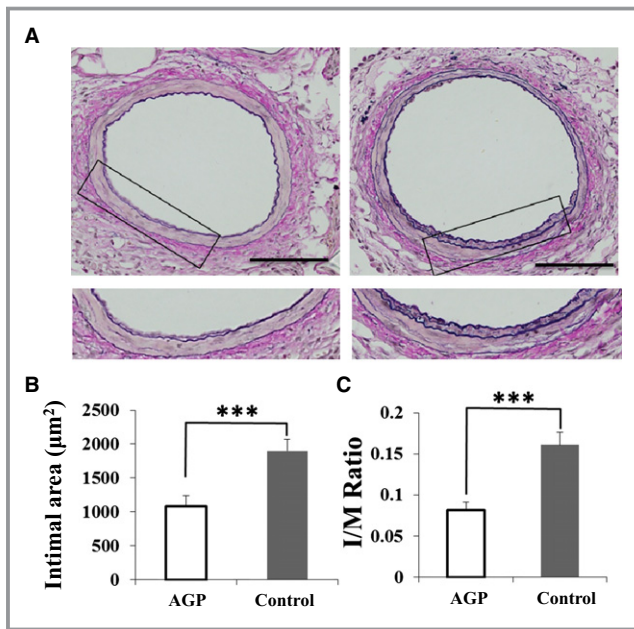 A
B
Intimal area (μm²)
2500
2000
1500
1000
500
0
***
AGP
Control
C
I/M Ratio
0.2
0.15
0.1
0.05
0
***
AGP
Control